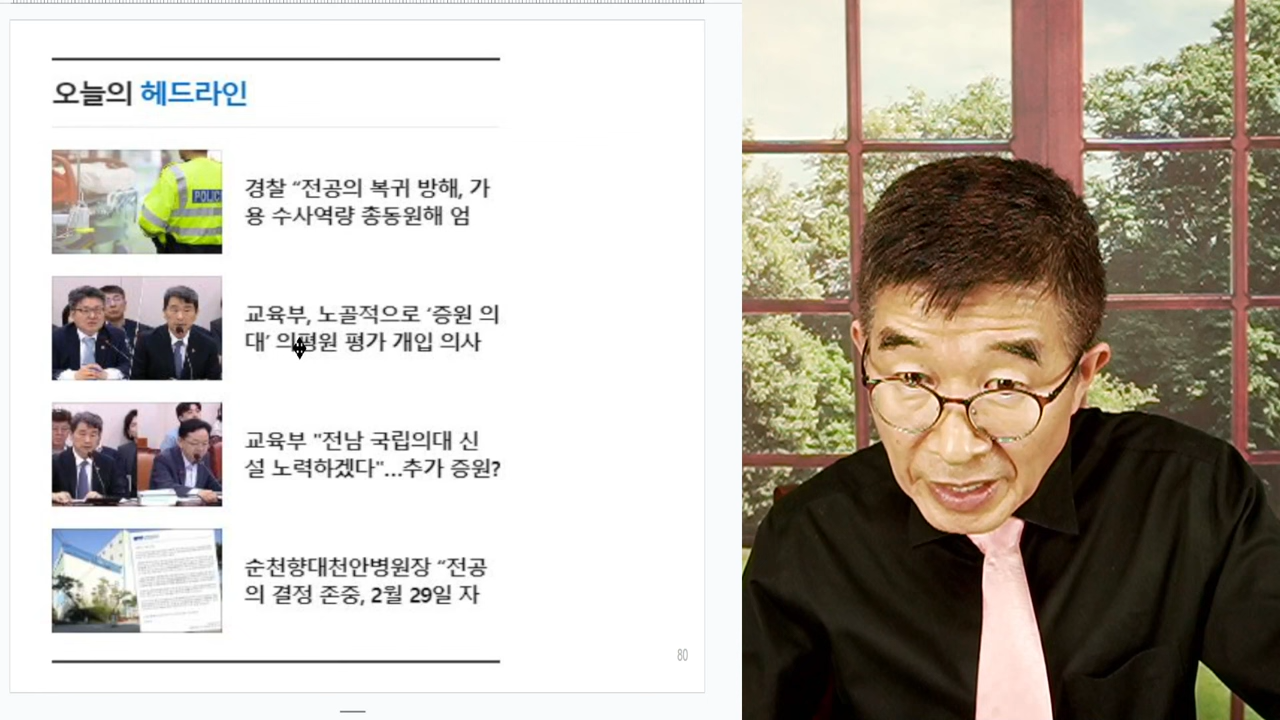 오늘의 헤드라인
POLICE
경찰 “전공의 복귀 방해, 가
용 수사역량 총동원해 엄
교육부, 노골적으로 ‘증원 의
대’ 의평원 평가 개입 의사
교육부 "전남 국립의대 신
설 노력하겠다"...추가 증원?
순천향대천안병원장 “전공
의 결정 존중, 2월 29일 자
80